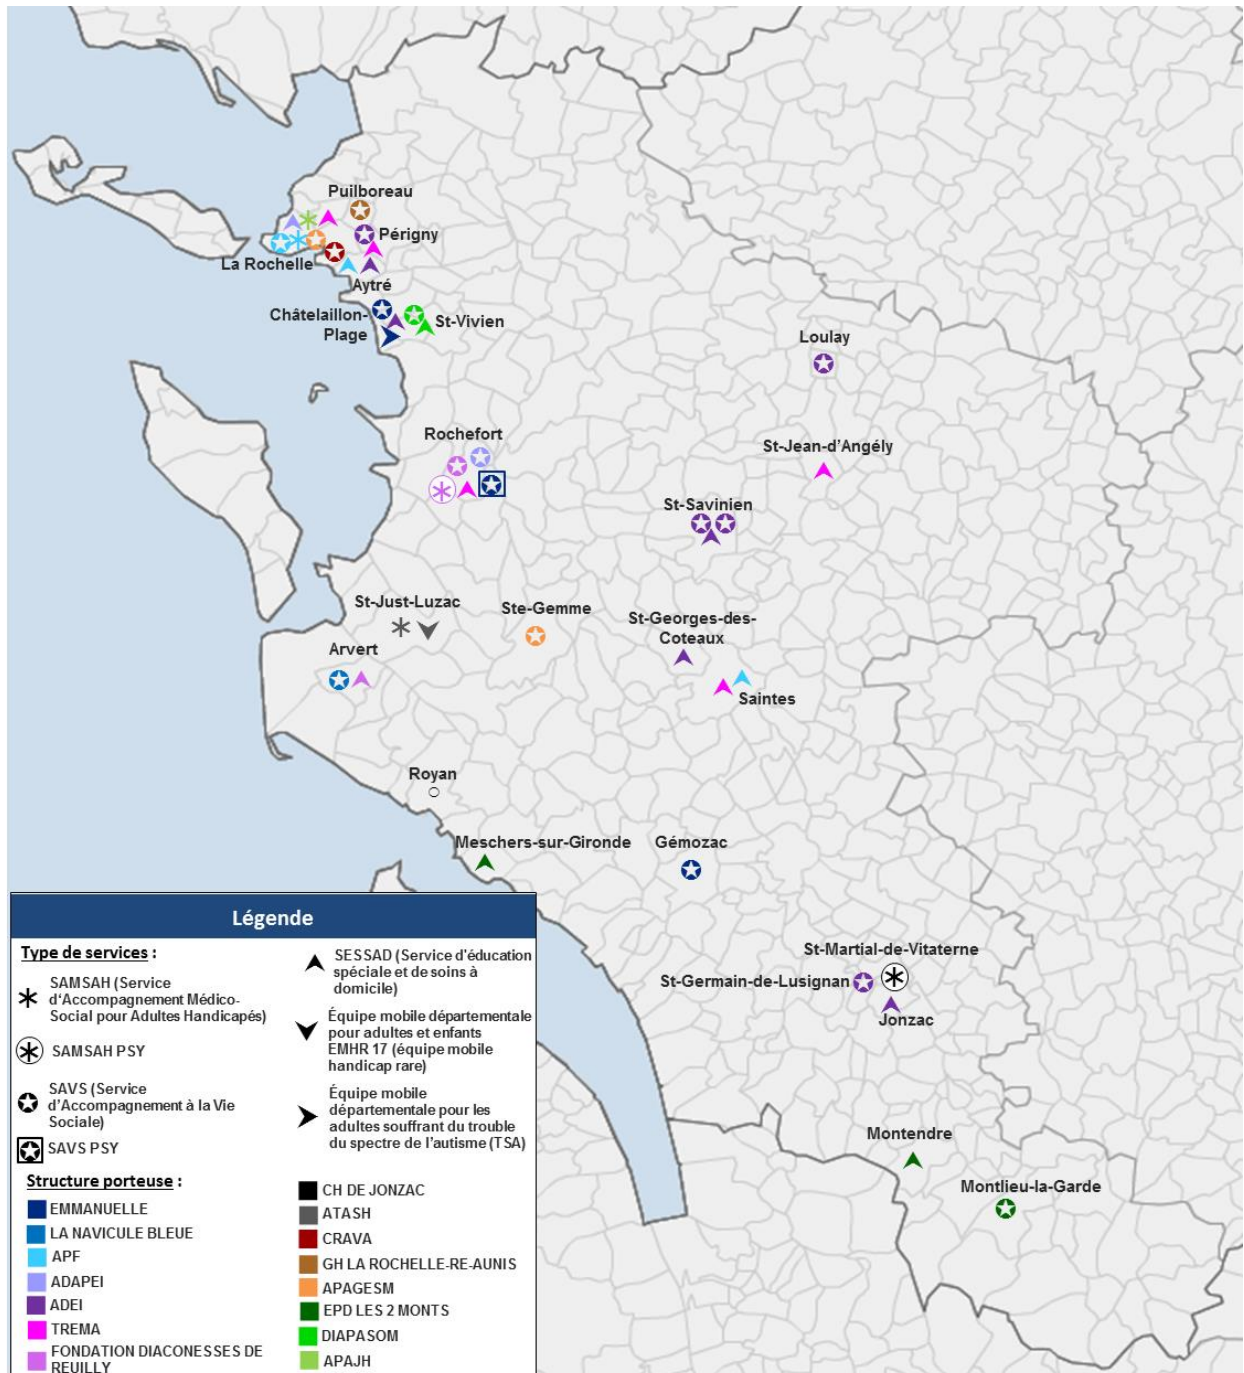 Puilboreau
Périgny
La Rochelle
Aytré
Châtelaillon-
Plage
St-Vivien
Loulay
Rochefort
St-Jean-d'Angély
St-Savinien
St-Just-Luzac
Ste-Gemme
St-Georges-des-
Coteaux
Arvert
Saintes
Royan
Meschers-sur-Gironde
Gémozac
St-Martial-de-Vitaterne
St-Germain-de-Lusignan
Jonzac
Montendre
Montlieu-la-Garde
Légende
Type de services :
SAMSAH (Service
d'Accompagnement Médico-
Social pour Adultes Handicapés)
SAMSAH PSY
SAVS (Service
d'Accompagnement à la Vie
Sociale)
SAVS PSY
SESSAD (Service d'éducation
spéciale et de soins à
domicile)
Équipe mobile départementale
pour adultes et enfants
EMHR 17 (équipe mobile
handicap rare)
Équipe mobile
départementale pour les
adultes souffrant du trouble
du spectre de l'autisme (TSA)
Structure porteuse :
EMMANUELLE
LA NAVICULE BLEUE
APF
ADAPEI
ADEI
TREMA
FONDATION DIACONESSES DE
REUILLY
CH DE JONZAC
ATASH
CRAVA
GH LA ROCHELLE-RE-AUNIS
APAGESM
EPD LES 2 MONTS
DIAPASOM
APAJH